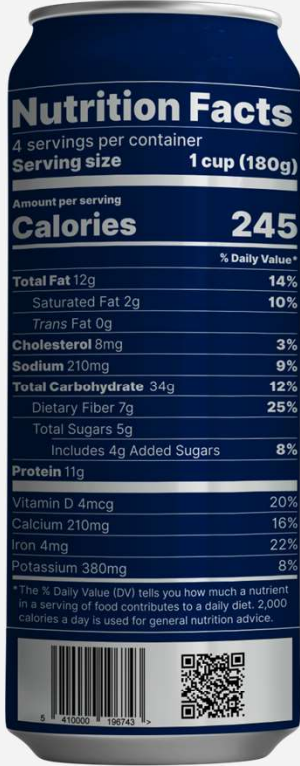 Nutrition Facts
4 servings per container
Serving size 1 cup (180g)
Amount per serving
Calories 245
% Daily Value*
Total Fat 12g 14%
Saturated Fat 2g 10%
Trans Fat 0g
Cholesterol 8mg 3%
Sodium 210mg 9%
Total Carbohydrate 34g 12%
Dietary Fiber 7g 25%
Total Sugars 5g
Includes 4g Added Sugars 8%
Protein 11g
Vitamin D 4mcg 20%
Calcium 210mg 16%
Iron 4mg 22%
Potassium 380mg 8%
*The % Daily Value (DV) tells you how much a nutrient
in a serving of food contributes to a daily diet. 2,000
calories a day is used for general nutrition advice.
5 410000 196743 >